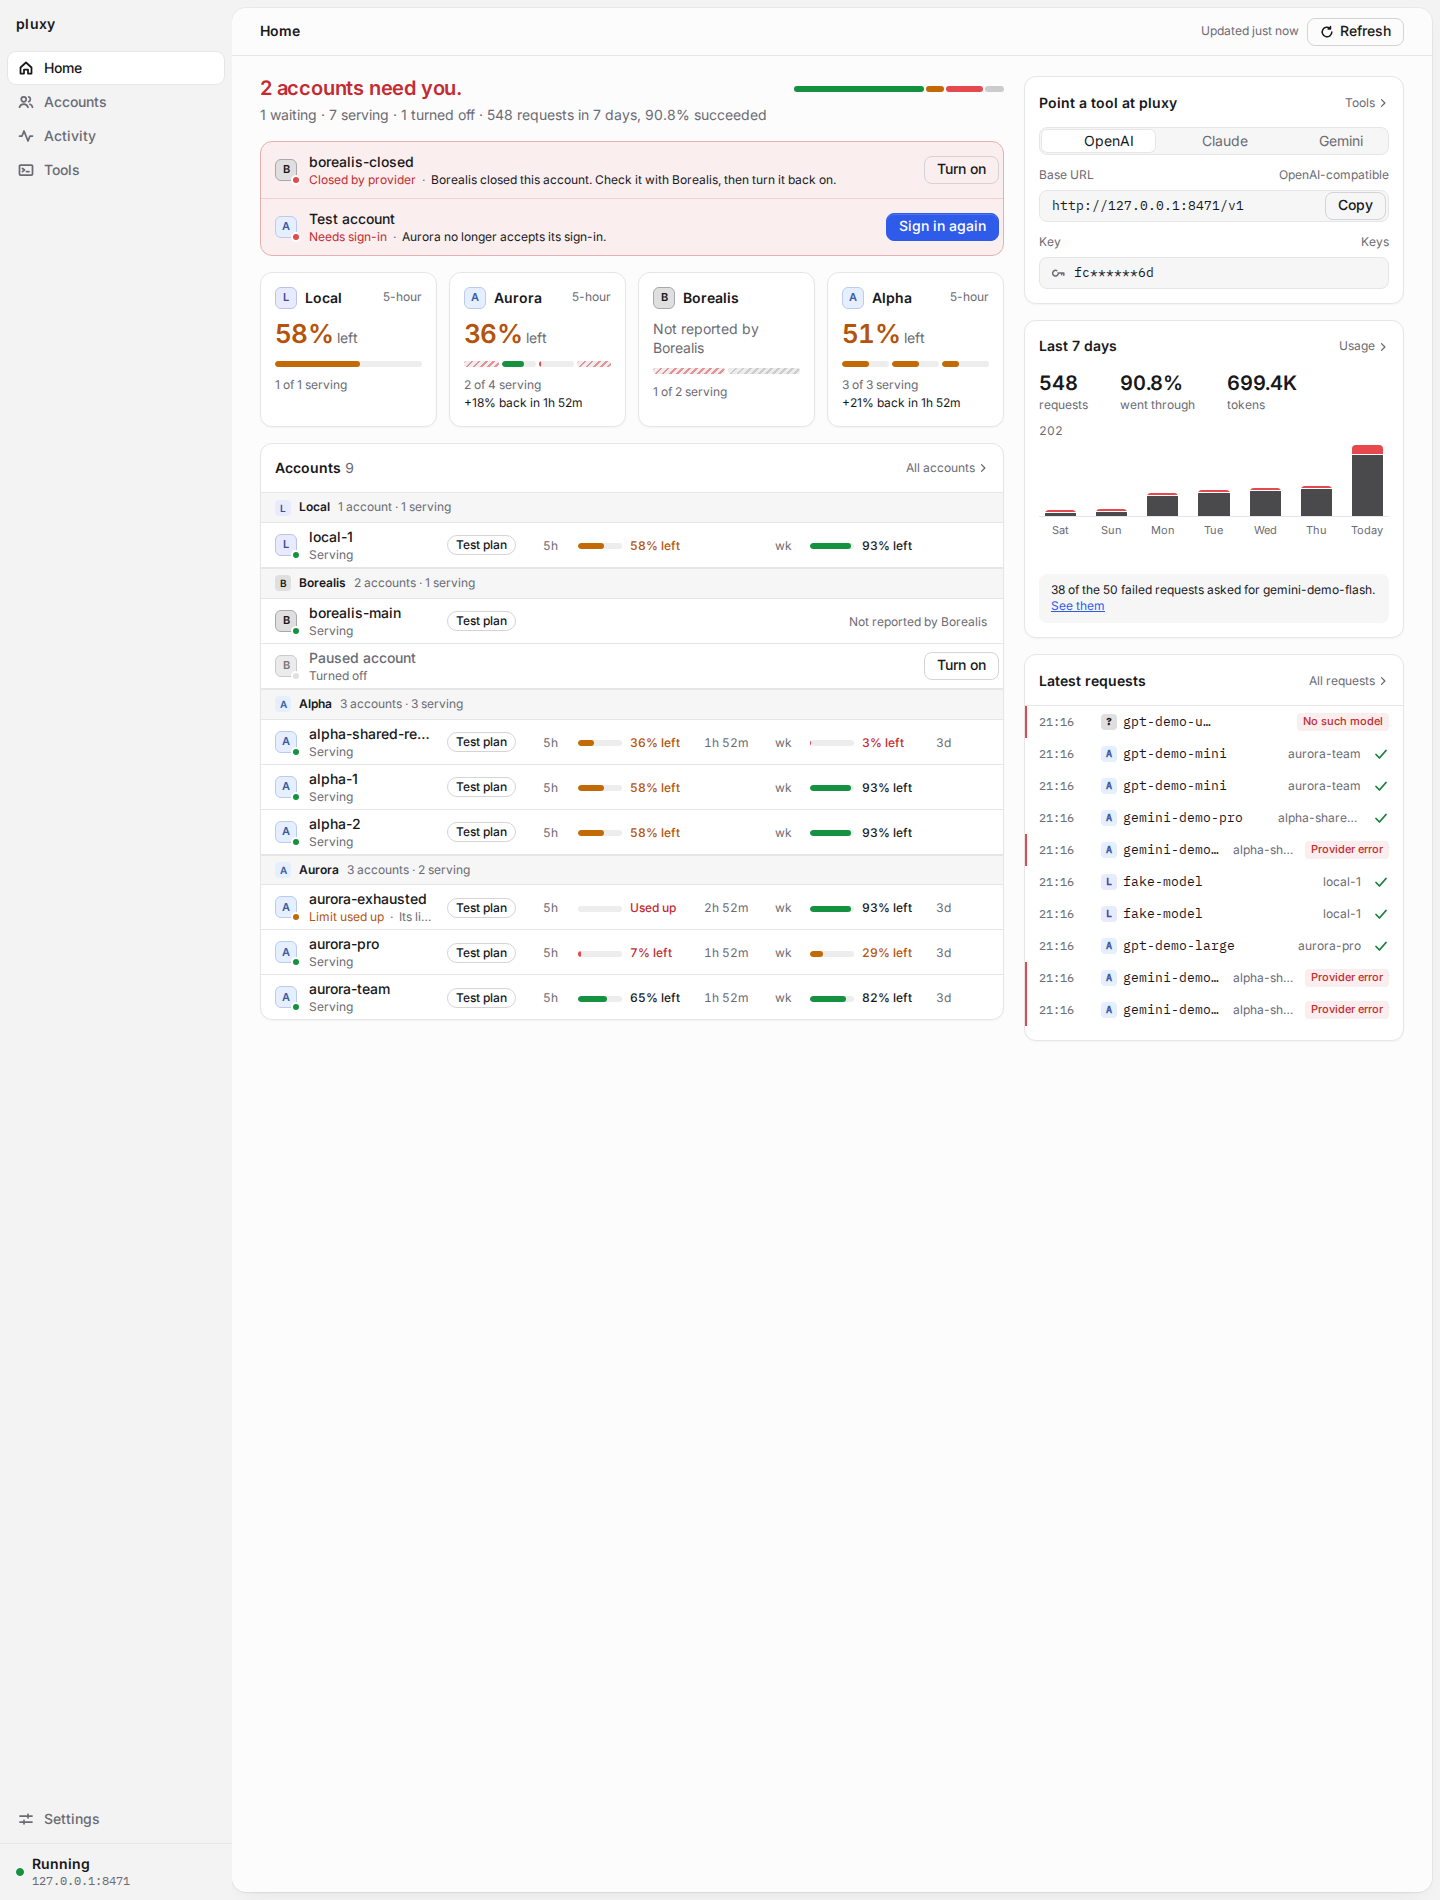 pluxy
Home
Accounts
Activity
Tools
Settings
Running
127.0.0.1:8471
Home
Updated just now
Refresh
2 accounts need you.
1 waiting · 7 serving · 1 turned off · 548 requests in 7 days, 90.8% succeeded
B
borealis-closed
Closed by provider · Borealis closed this account. Check it with Borealis, then turn it back on.
Turn on
A
Test account
Needs sign-in · Aurora no longer accepts its sign-in.
Sign in again
L Local 5-hour
58% left
1 of 1 serving
A Aurora 5-hour
36% left
2 of 4 serving
+18% back in 1h 52m
B Borealis
Not reported by
Borealis
1 of 2 serving
A Alpha 5-hour
51% left
3 of 3 serving
+21% back in 1h 52m
Accounts 9
All accounts
L Local 1 account · 1 serving
L local-1 Test plan 5h 58% left wk 93% left
Serving
B Borealis 2 accounts · 1 serving
B borealis-main Test plan Not reported by Borealis
Serving
B Paused account Turn on
Turned off
A Alpha 3 accounts · 3 serving
A alpha-shared-re... Test plan 5h 36% left 1h 52m wk 3% left 3d
Serving
A alpha-1 Test plan 5h 58% left wk 93% left
Serving
A alpha-2 Test plan 5h 58% left wk 93% left
Serving
A Aurora 3 accounts · 2 serving
A aurora-exhausted Test plan 5h Used up 2h 52m wk 93% left 3d
Limit used up · Its li...
A aurora-pro Test plan 5h 7% left 1h 52m wk 29% left 3d
Serving
A aurora-team Test plan 5h 65% left 1h 52m wk 82% left 3d
Serving
Point a tool at pluxy
Tools
OpenAI Claude Gemini
Base URL OpenAI-compatible
http://127.0.0.1:8471/v1 Copy
Key Keys
fc******6d
Last 7 days
Usage
548 90.8% 699.4K
requests went through tokens
202
Sat Sun Mon Tue Wed Thu Today
38 of the 50 failed requests asked for gemini-demo-flash.
See them
Latest requests
All requests
21:16 ? gpt-demo-u… No such model
21:16 A gpt-demo-mini aurora-team
21:16 A gpt-demo-mini aurora-team
21:16 A gemini-demo-pro alpha-share...
21:16 A gemini-demo… alpha-sh... Provider error
21:16 L fake-model local-1
21:16 L fake-model local-1
21:16 A gpt-demo-large aurora-pro
21:16 A gemini-demo… alpha-sh... Provider error
21:16 A gemini-demo… alpha-sh... Provider error